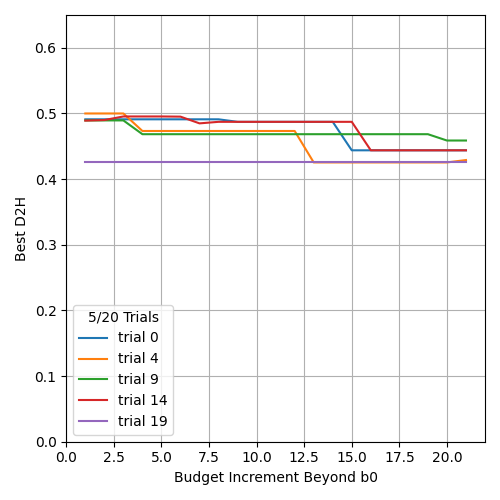 0.6
0.5
0.4
0.3
0.2
0.1
0.0
Best D2H
5/20 Trials
trial 0
trial 4
trial 9
trial 14
trial 19
0.0 2.5 5.0 7.5 10.0 12.5 15.0 17.5 20.0
Budget Increment Beyond b0